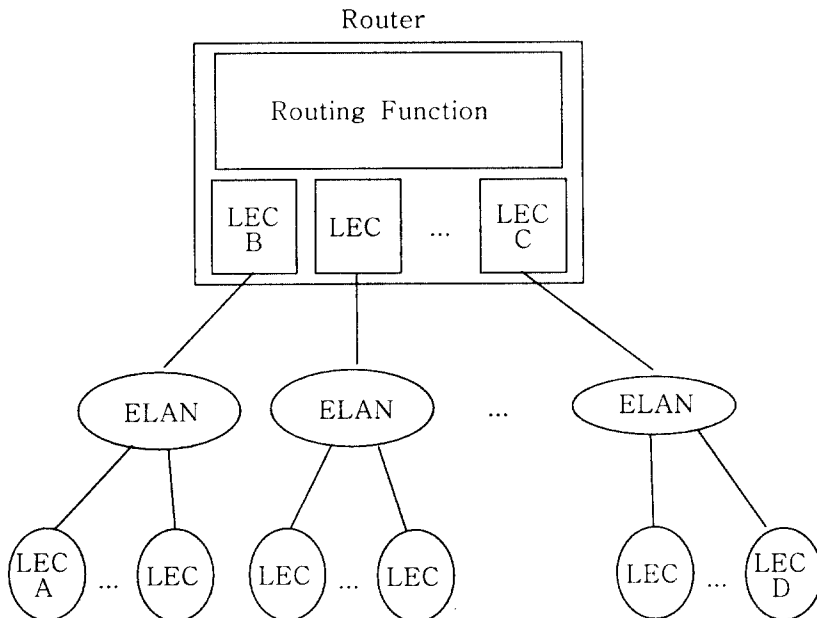 Router
Routing Function
LEC
B
LEC
...
LEC
C
ELAN
ELAN
...
ELAN
LEC
A
...
LEC
LEC
...
LEC
LEC
...
LEC
D